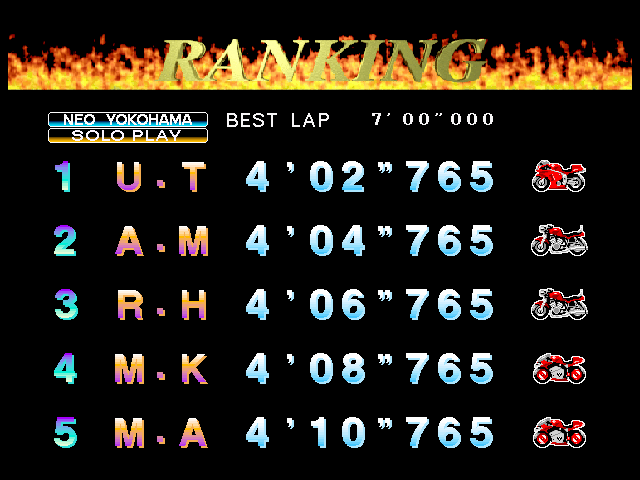 RANKING
NEO YOKOHAMA BEST LAP 7'00"000
SOLO PLAY
1 U.T 4'02"765
2 A.M 4'04"765
3 R.H 4'06"765
4 M.K 4'08"765
5 M.A 4'10"765